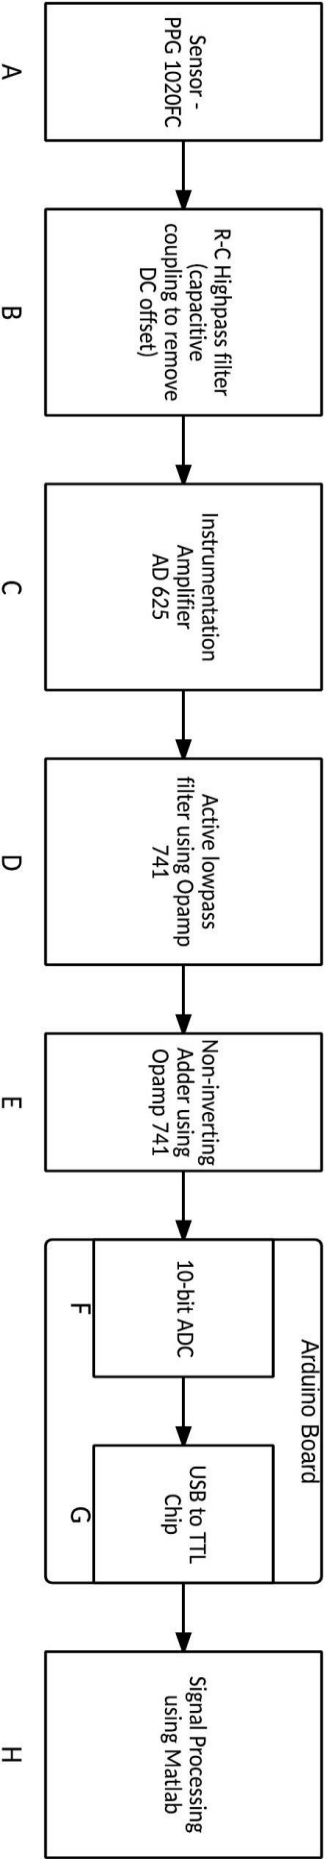 Sensor -
PPG 1020FC
A
R-C Highpass filter
(capacitive
coupling to remove
DC offset)
B
Instrumentation
Amplifier
AD 625
C
Active lowpass
filter using Opamp
741
D
Non-inverting
Adder using
Opamp 741
E
Arduino Board
10-bit ADC
F
USB to TTL
Chip
G
Signal Processing
using Matlab
H